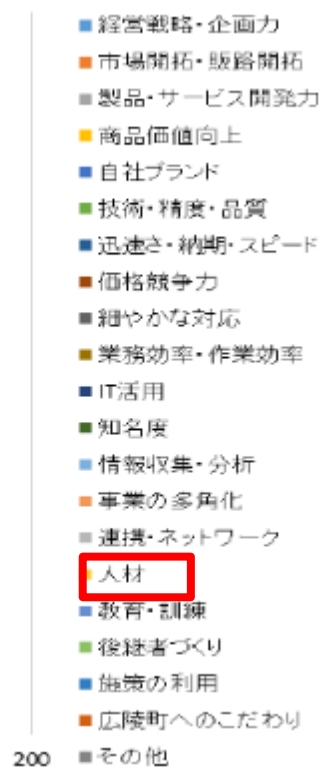 経営戦略・企画力
市場開拓・販路開拓
製品・サービス開発力
商品価値向上
自社ブランド
技術・精度・品質
迅速さ・納期・スピード
価格競争力
細やかな対応
業務効率・作業効率
IT活用
知名度
情報収集・分析
事業の多角化
連携・ネットワーク
人材
教育・訓練
後継者づくり
施策の利用
広陵町へのこだわり
200 その他